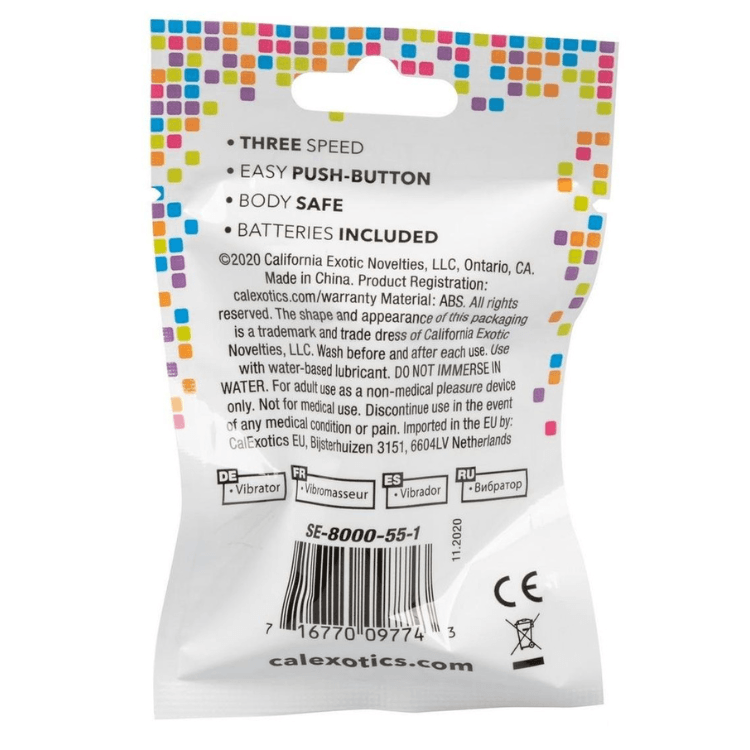 • THREE SPEED
• EASY PUSH-BUTTON
• BODY SAFE
• BATTERIES INCLUDED
©2020 California Exotic Novelties, LLC, Ontario, CA.
Made in China. Product Registration:
calexotics.com/warranty Material: ABS. All rights
reserved. The shape and appearance of this packaging
is a trademark and trade dress of California Exotic
Novelties, LLC. Wash before and after each use. Use
with water-based lubricant. DO NOT IMMERSE IN
WATER. For adult use as a non-medical pleasure device
only. Not for medical use. Discontinue use in the event
of any medical condition or pain. Imported in the EU by:
CalExotics EU, Bijsterhuizen 3151, 6604LV Netherlands
DE • Vibrator
FR • Vibromasseur
ES • Vibrador
RU • Вибратор
SE-8000-55-1
11.2020
7 16770 09774 3
CE
calexotics.com